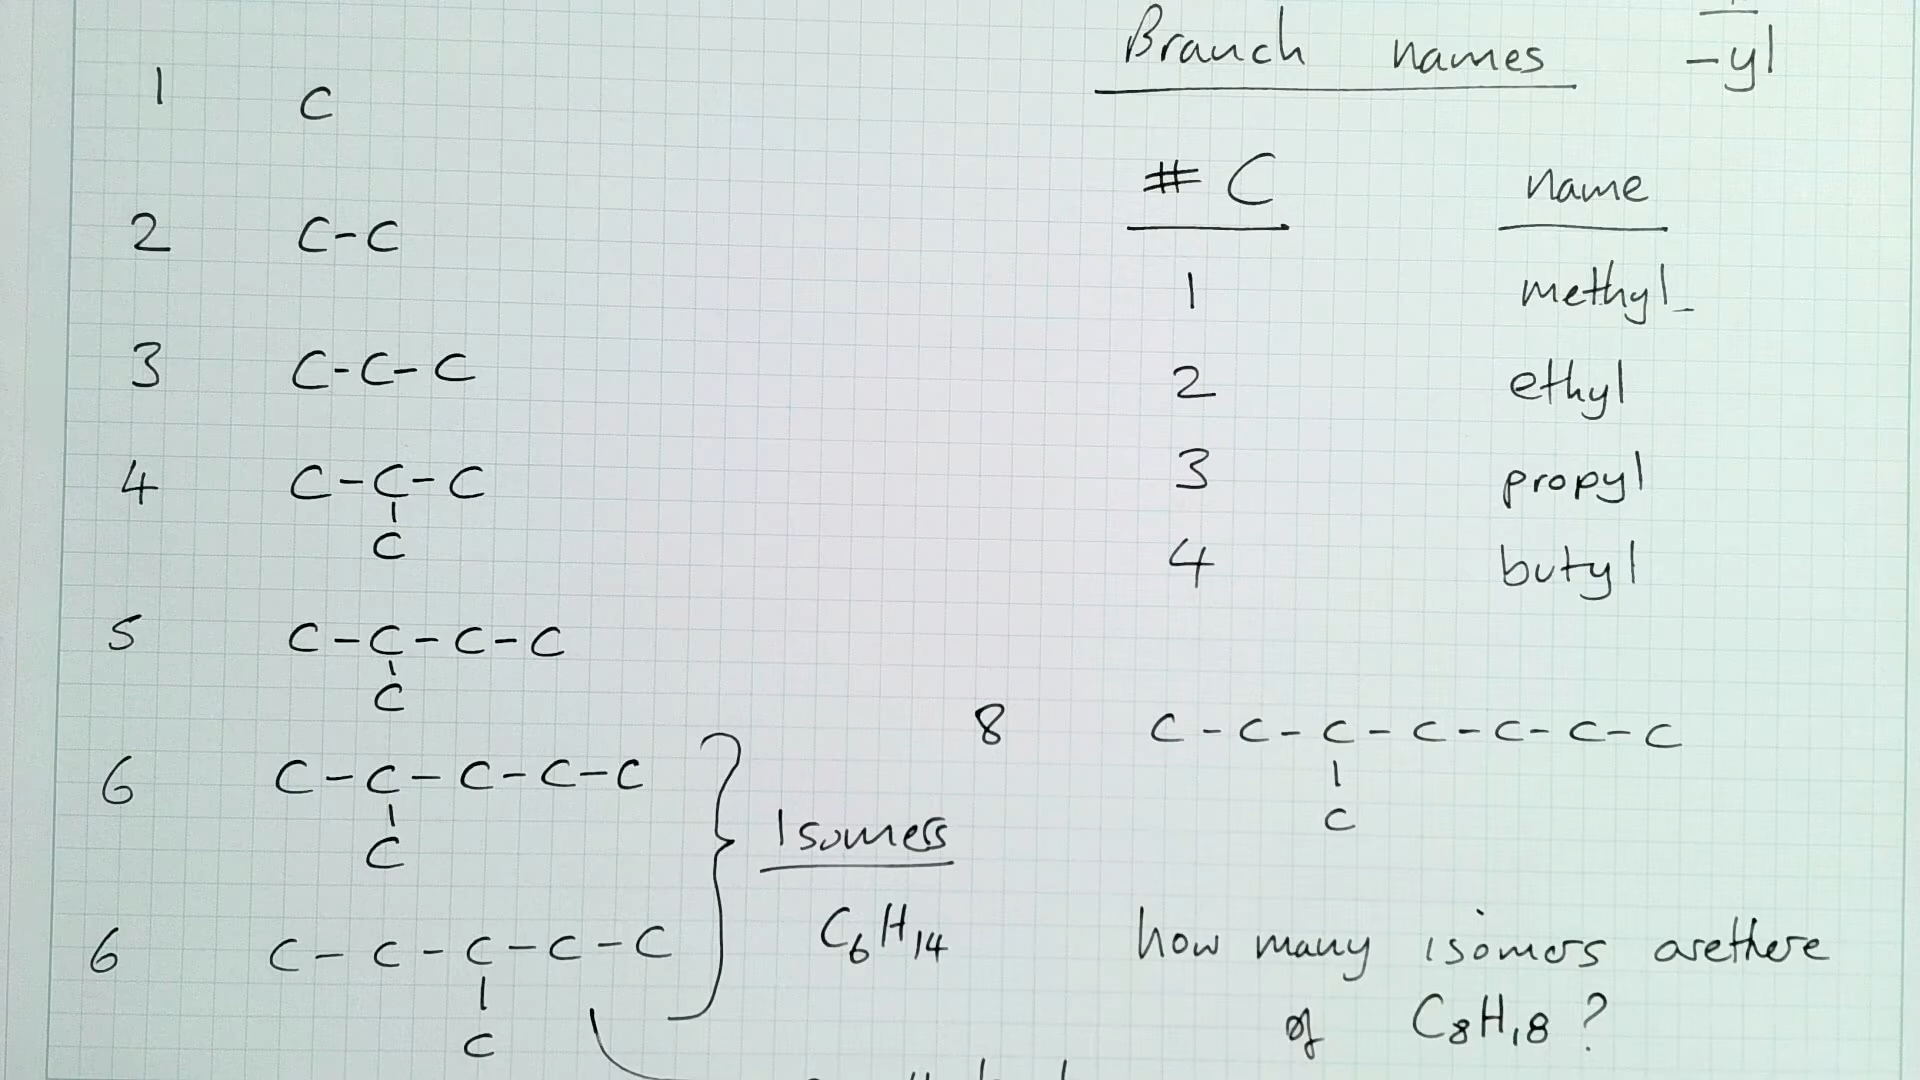 Branch names -yl
1 C
# C name
2 C-C
1 methyl_
3 C-C-C
2 ethyl
4 C-C-C
C
3 propyl
4 butyl
5 C-C-C-C
C
8 C-C-C-C-C-C-C
C
6 C-C-C-C-C
C
Isomers
C₆H₁₄
6 C-C-C-C-C
C
how many isomers are there
of C₈H₁₈?